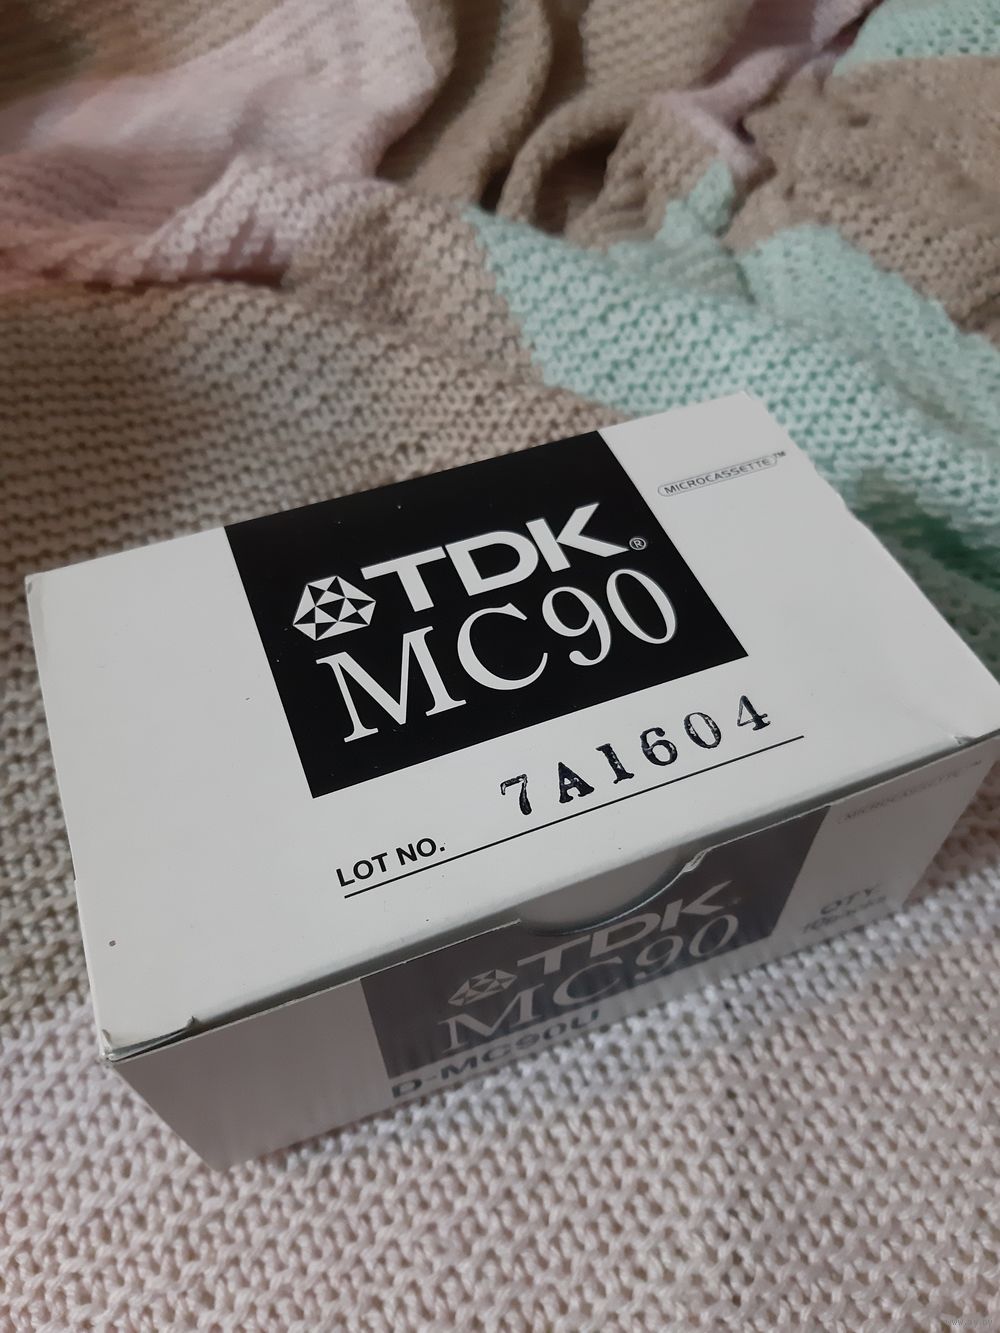 MICROCASSETTE™
TDK®
MC90
7A1604
LOT NO.
MICROCASSETTE™
TDK
MC90
D-MC90U
QTY.